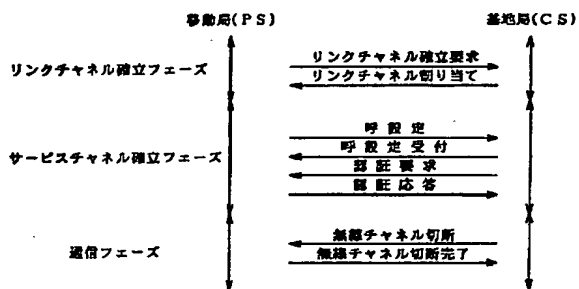 移動局(PS)
基地局(CS)
リンクチャネル確立フェーズ
リンクチャネル確立要求
リンクチャネル割り当て
サービスチャネル確立フェーズ
呼設定
呼設定受付
認証要求
認証応答
通信フェーズ
無線チャネル切断
無線チャネル切断完了